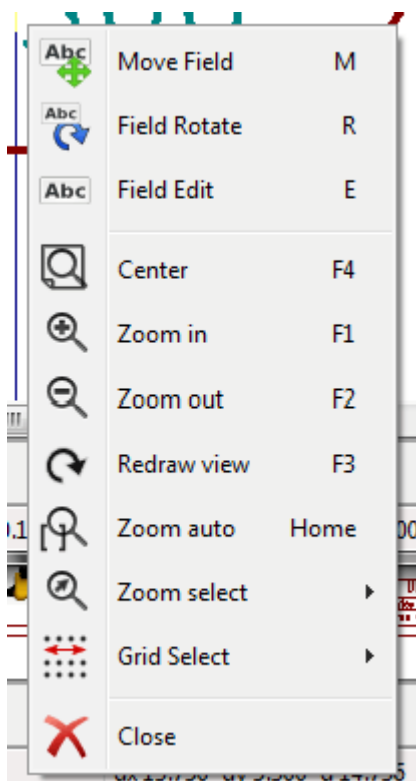 Abc Move Field M
Abc Field Rotate R
Abc Field Edit E
Center F4
Zoom in F1
Zoom out F2
Redraw view F3
Zoom auto Home
Zoom select
Grid Select
Close